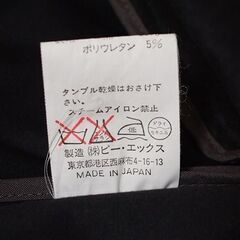 ポリウレタン 5%
タンブル乾燥はおさけ下
さい。
スチームアイロン禁止
低 ドライ
製造 ㈱ビー・エックス
東京都港区西麻布4-16-13
MADE IN JAPAN